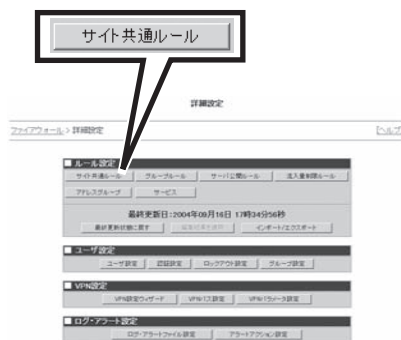 サイト共通ルール
詳細設定
ファイアウォール > 詳細設定
[ヘルプ
■ ルール設定
サイト共通ルール グループルール サーバ公開ルール 流入量制限ルール
アドレスグループ サービス
最終更新日:2004年08月16日 17時34分56秒
最終更新状態に戻す インポート/エクスポート
■ ユーザ設定
ユーザ設定 認証設定 ロックアウト設定 グループ設定
■ VPN設定
VPN設定ウィザード VPNパス設定 VPNパラメータ設定
■ ログ・アラート設定
ログ・アラートファイル設定 アラートアクション設定